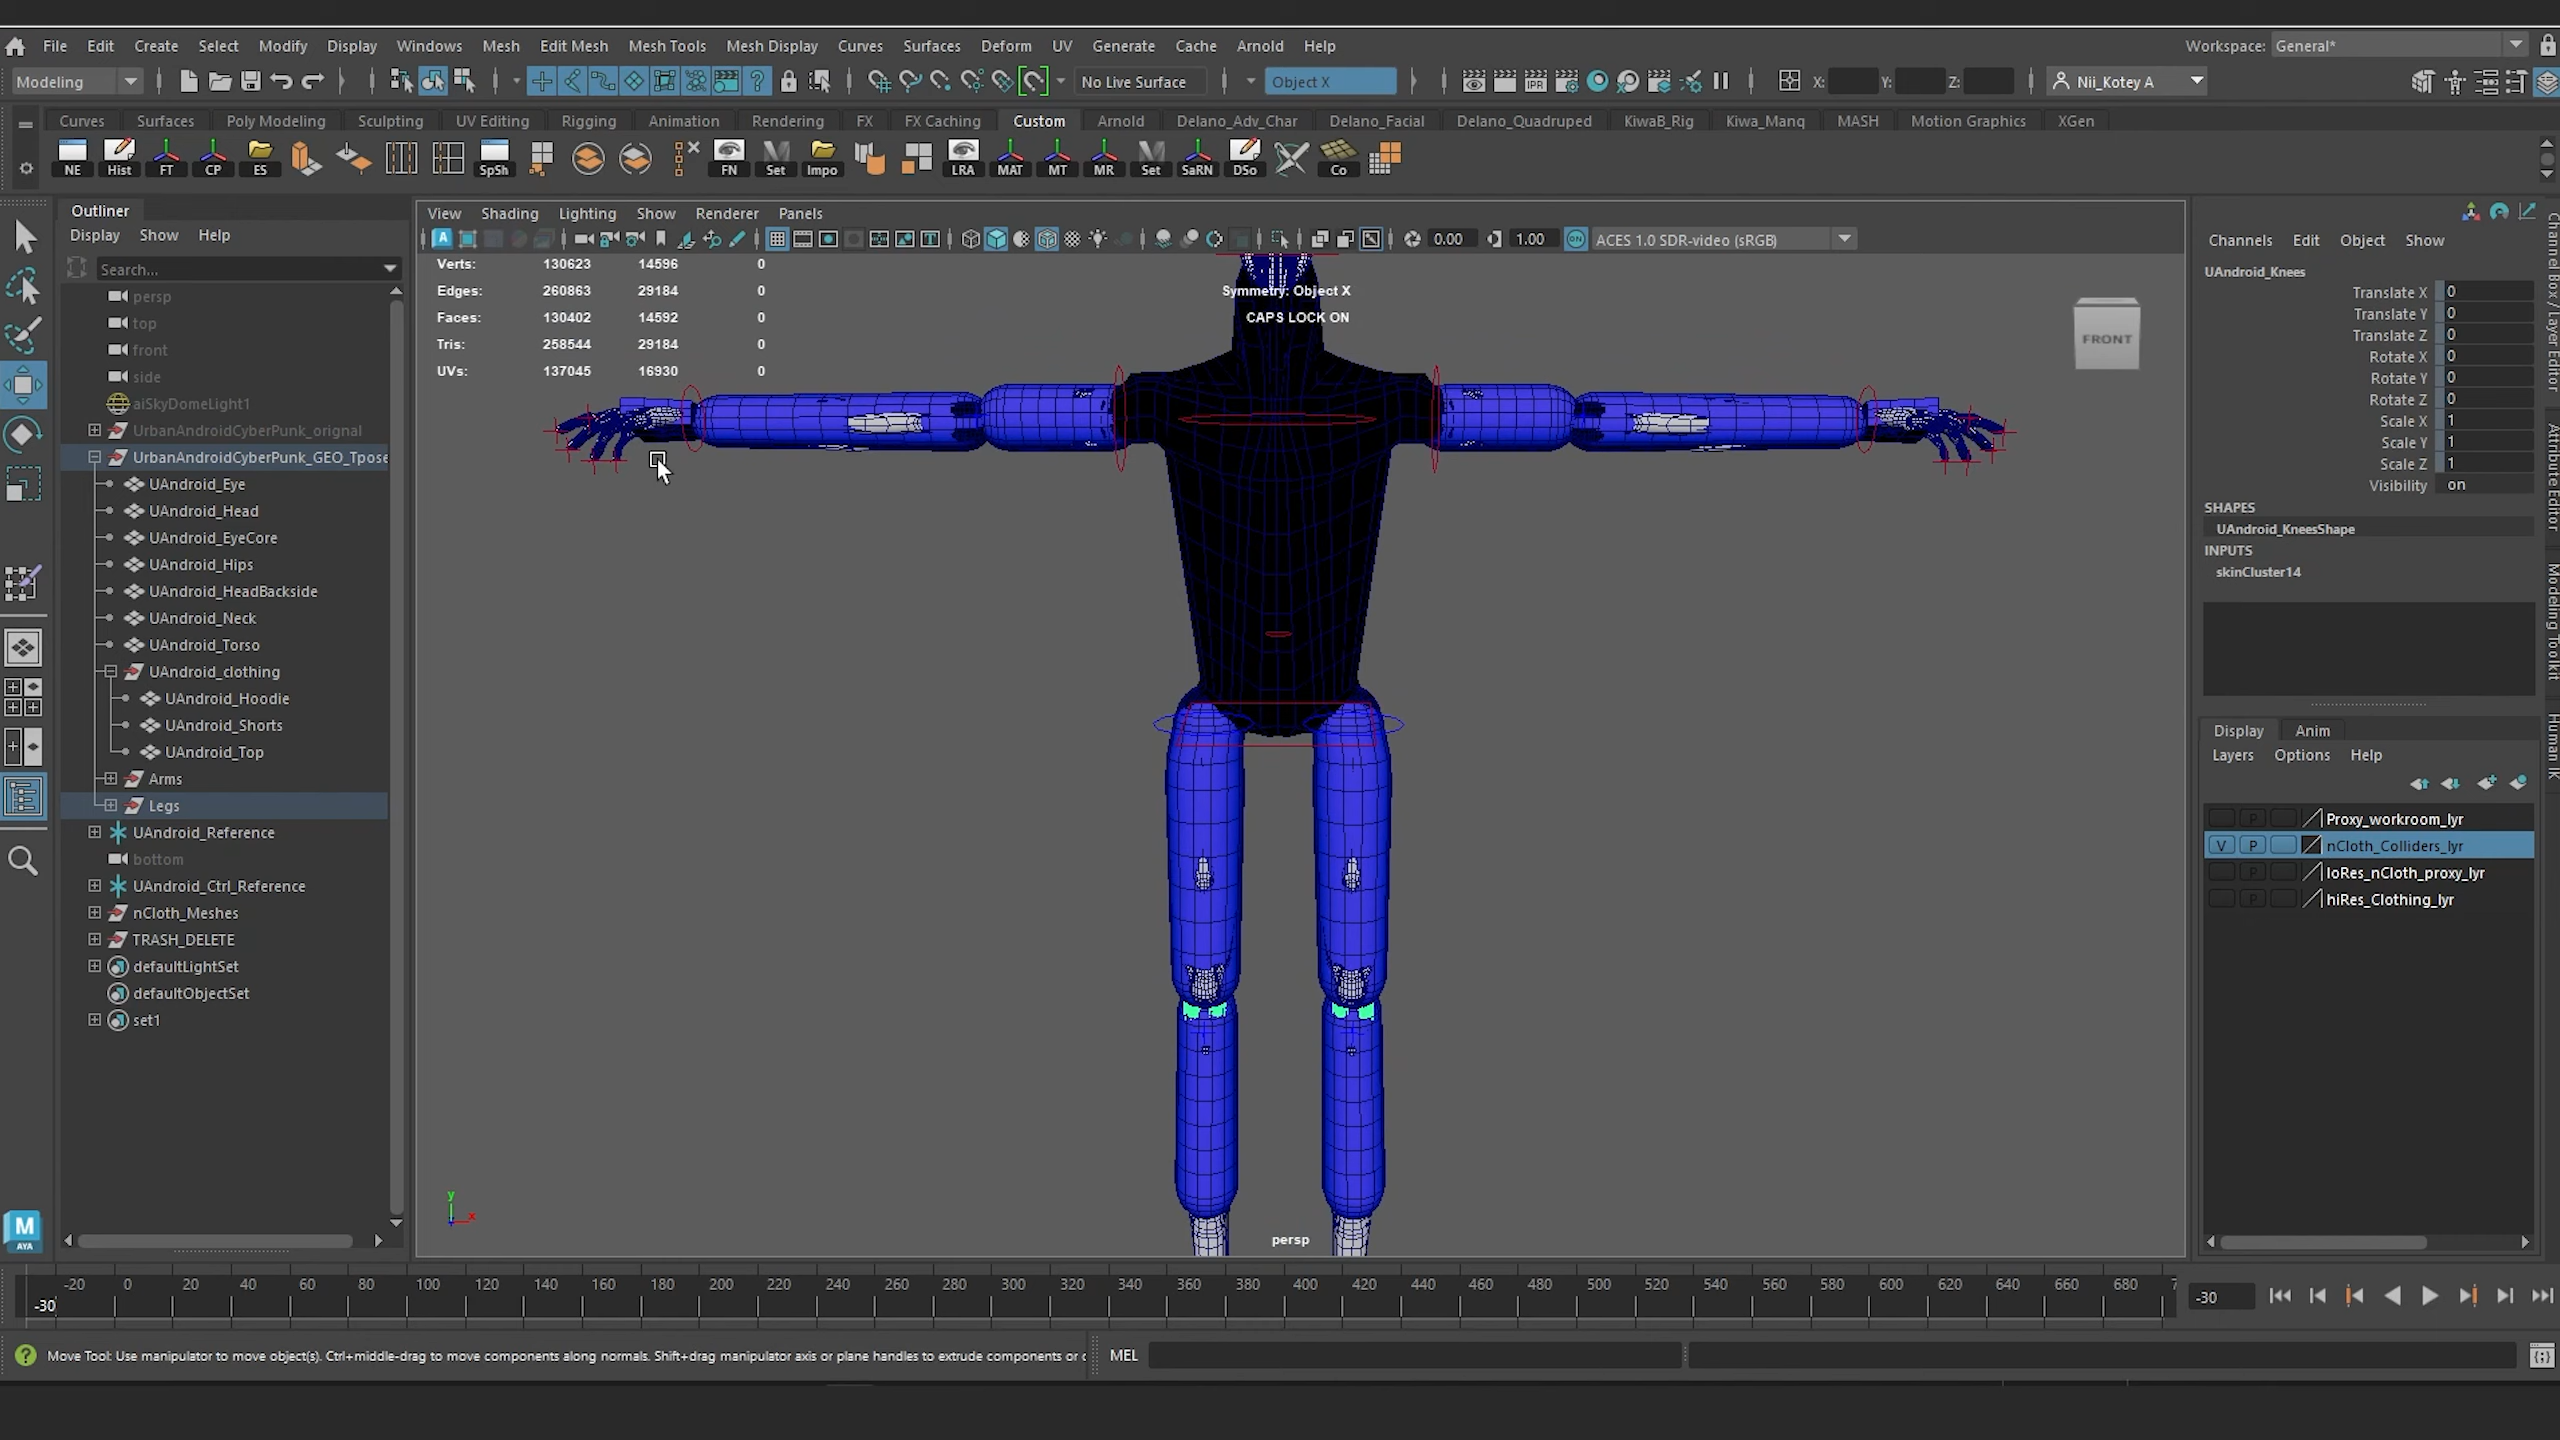 File Edit Create Select Modify Display Windows Mesh Edit Mesh Mesh Tools Mesh Display Curves Surfaces Deform UV Generate Cache Arnold Help Workspace: General*
Modeling No Live Surface Object X X: Y: Z: Nii_Kotey A
Curves Surfaces Poly Modeling Sculpting UV Editing Rigging Animation Rendering FX FX Caching Custom Arnold Delano_Adv_Char Delano_Facial Delano_Quadruped KiwaB_Rig Kiwa_Manq MASH Motion Graphics XGen
NE Hist FT CP ES SpSh FN Set Impo LRA MAT MT MR Set SaRN DSo Co
Outliner
Display Show Help
Search...
persp
top
front
side
aiSkyDomeLight1
UrbanAndroidCyberPunk_orignal
UrbanAndroidCyberPunk_GEO_Tpose
UAndroid_Eye
UAndroid_Head
UAndroid_EyeCore
UAndroid_Hips
UAndroid_HeadBackside
UAndroid_Neck
UAndroid_Torso
UAndroid_clothing
UAndroid_Hoodie
UAndroid_Shorts
UAndroid_Top
Arms
Legs
UAndroid_Reference
bottom
UAndroid_Ctrl_Reference
nCloth_Meshes
TRASH_DELETE
defaultLightSet
defaultObjectSet
set1
View Shading Lighting Show Renderer Panels
0.00 1.00 ON ACES 1.0 SDR-video (sRGB)
Verts: 130623 14596 0
Edges: 260863 29184 0
Faces: 130402 14592 0
Tris: 258544 29184 0
UVs: 137045 16930 0
Symmetry: Object X
CAPS LOCK ON
FRONT
y
x
persp
Channels Edit Object Show
UAndroid_Knees
Translate X 0
Translate Y 0
Translate Z 0
Rotate X 0
Rotate Y 0
Rotate Z 0
Scale X 1
Scale Y 1
Scale Z 1
Visibility on
SHAPES
UAndroid_KneesShape
INPUTS
skinCluster14
Display Anim
Layers Options Help
P Proxy_workroom_lyr
V P nCloth_Colliders_lyr
P loRes_nCloth_proxy_lyr
P hiRes_Clothing_lyr
Channel Box / Layer Editor
Attribute Editor
Modeling Toolkit
Human IK
M
AYA
-20 0 20 40 60 80 100 120 140 160 180 200 220 240 260 280 300 320 340 360 380 400 420 440 460 480 500 520 540 560 580 600 620 640 660 680 7
-30
-30
Move Tool: Use manipulator to move object(s). Ctrl+middle-drag to move components along normals. Shift+drag manipulator axis or plane handles to extrude components or c
MEL